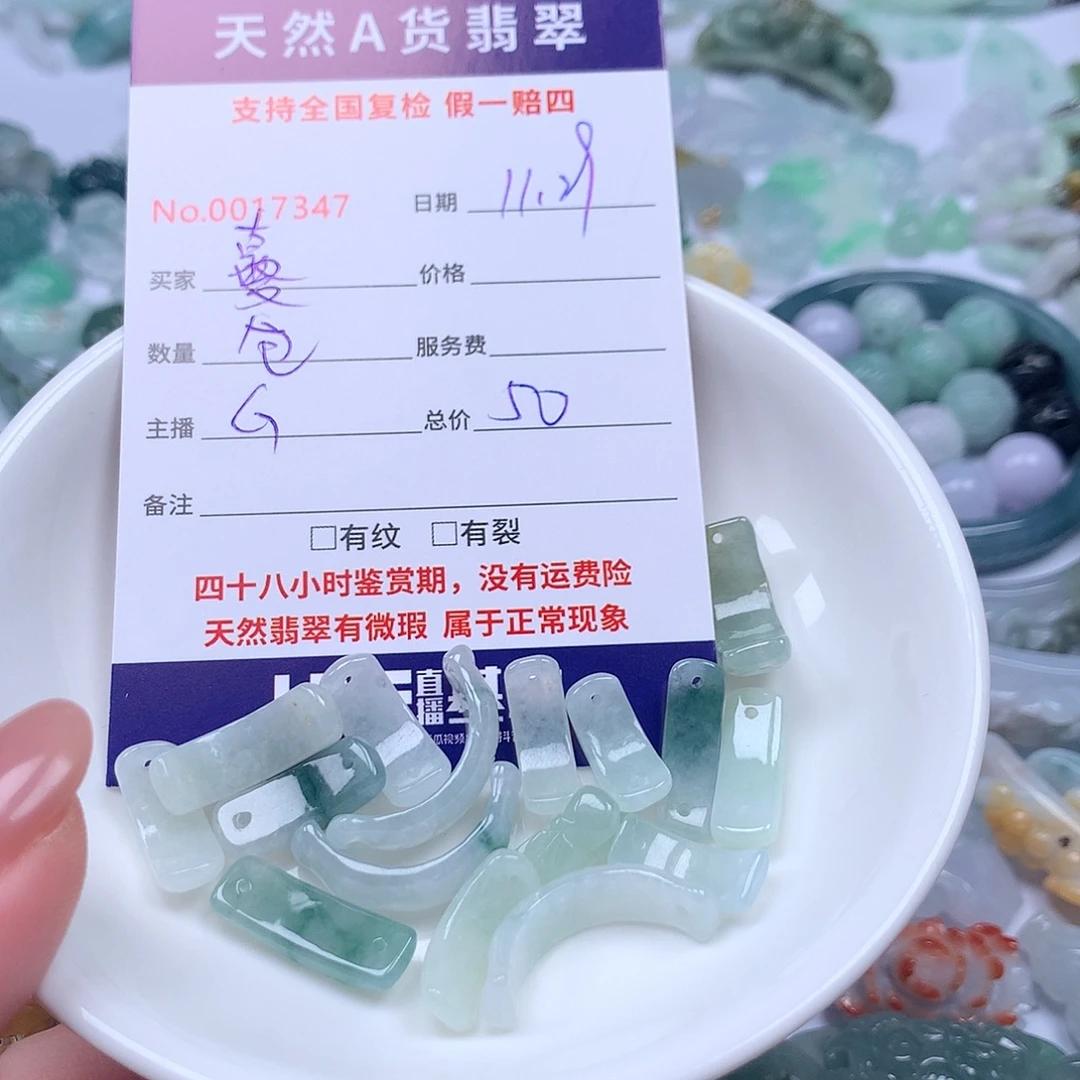 天然A货翡翠
支持全国复检 假一赔四
No.0017347 日期 11.29
买家 价格
数量 服务费
主播 G 总价 50
备注
□有纹 □有裂
四十八小时鉴赏期，没有运费险
天然翡翠有微瑕 属于正常现象
直播